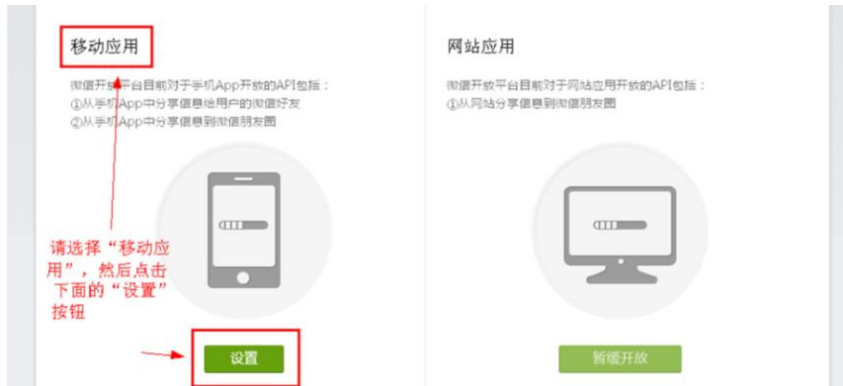 移动应用
微信开放平台目前对于手机App开放的API包括：
①从手机App中分享信息给用户的微信好友
②从手机App中分享信息到微信朋友圈
请选择“移动应
用”，然后点击
下面的“设置”
按钮
设置
网站应用
微信开放平台目前对于网站应用开放的API包括：
①从网站分享信息到微信朋友圈
暂缓开放